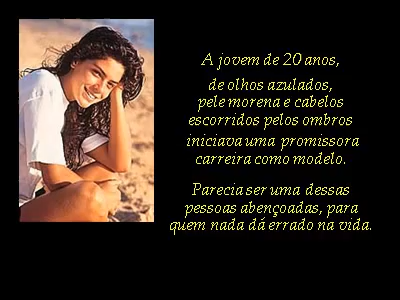 A jovem de 20 anos,
de olhos azulados,
pele morena e cabelos
escorridos pelos ombros
iniciava uma promissora
carreira como modelo.
Parecia ser uma dessas
pessoas abençoadas, para
quem nada dá errado na vida.